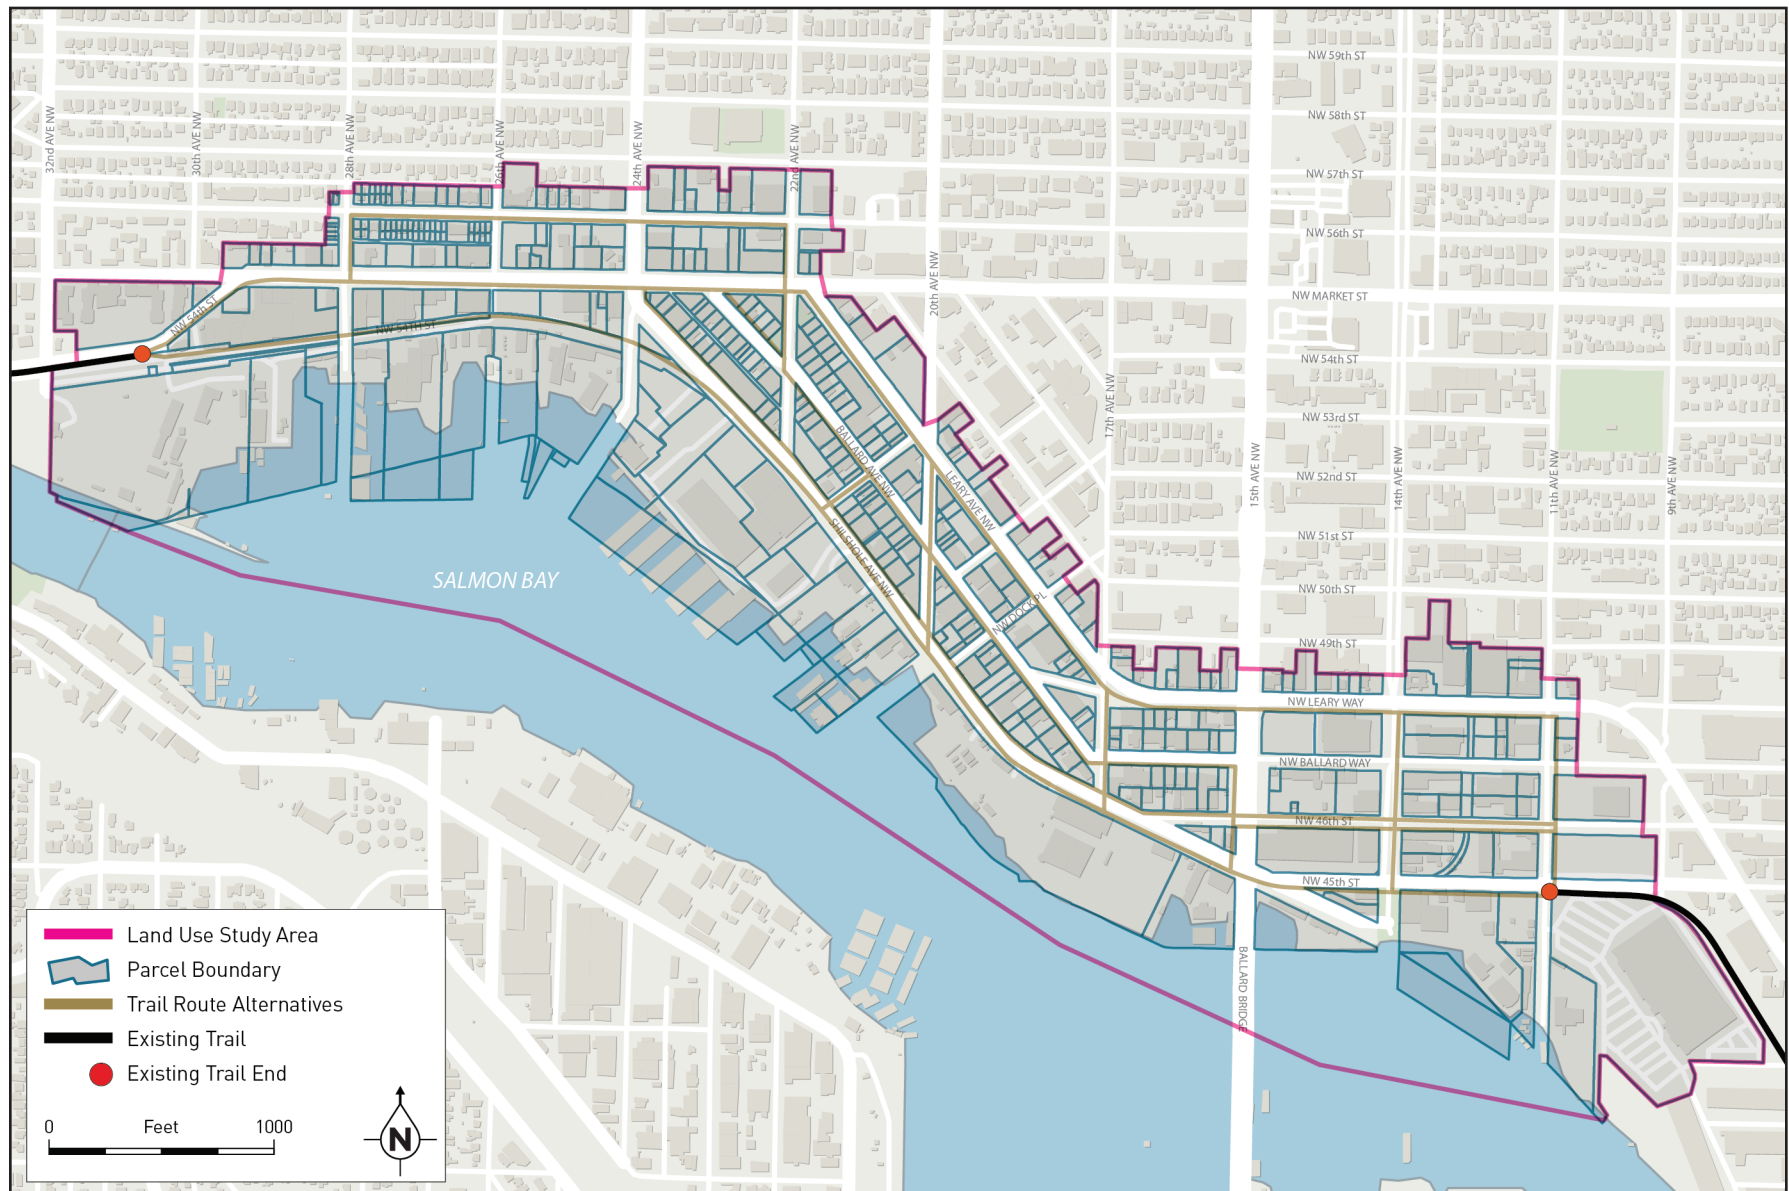 NW 59th ST
NW 58th ST
NW 57th ST
NW 56th ST
NW MARKET ST
NW 54th ST
NW 53rd ST
NW 52nd ST
NW 51st ST
NW 50th ST
NW 49th ST
NW LEARY WAY
NW BALLARD WAY
NW 46th ST
NW 45th ST
32nd AVE NW
30th AVE NW
28th AVE NW
26th AVE NW
24th AVE NW
22nd AVE NW
20th AVE NW
17th AVE NW
15th AVE NW
14th AVE NW
11th AVE NW
9th AVE NW
NW 54th ST
NW 54TH ST
BALLARD AVE NW
LEARY AVE NW
SHILSHOLE AVE NW
NW DOCK PL
BALLARD BRIDGE
SALMON BAY
Land Use Study Area
Parcel Boundary
Trail Route Alternatives
Existing Trail
Existing Trail End
0 Feet 1000
N